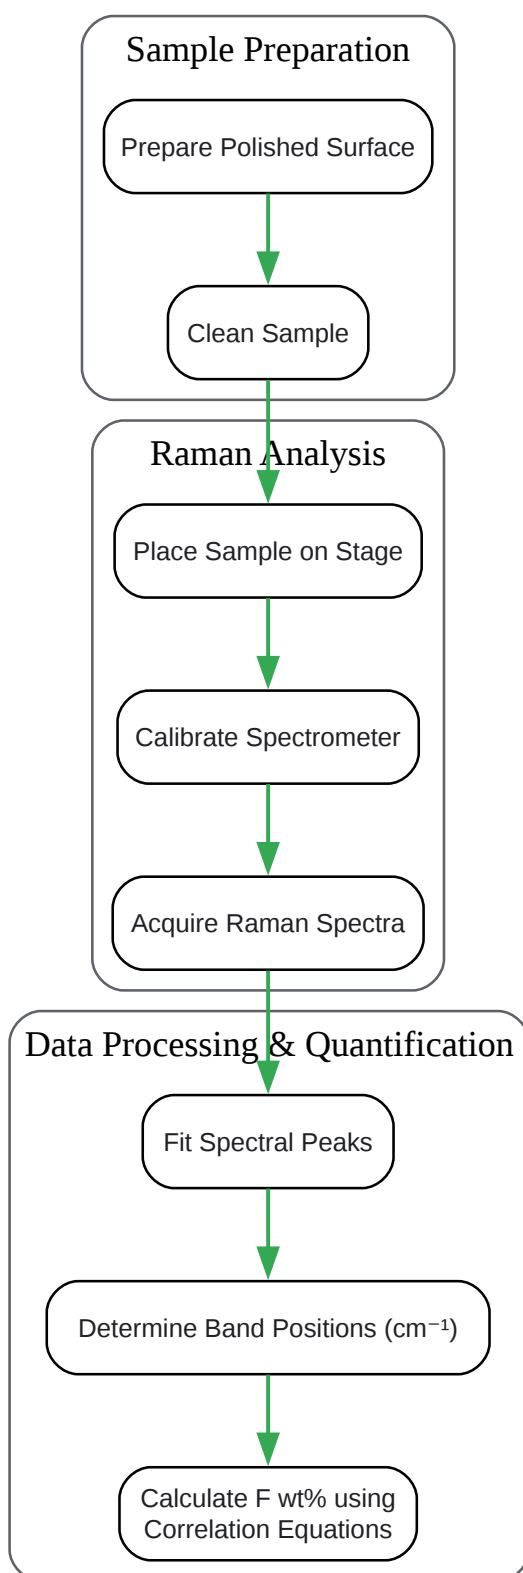 Sample Preparation
Prepare Polished Surface
Clean Sample
Raman Analysis
Place Sample on Stage
Calibrate Spectrometer
Acquire Raman Spectra
Data Processing & Quantification
Fit Spectral Peaks
Determine Band Positions (cm⁻¹)
Calculate F wt% using
Correlation Equations